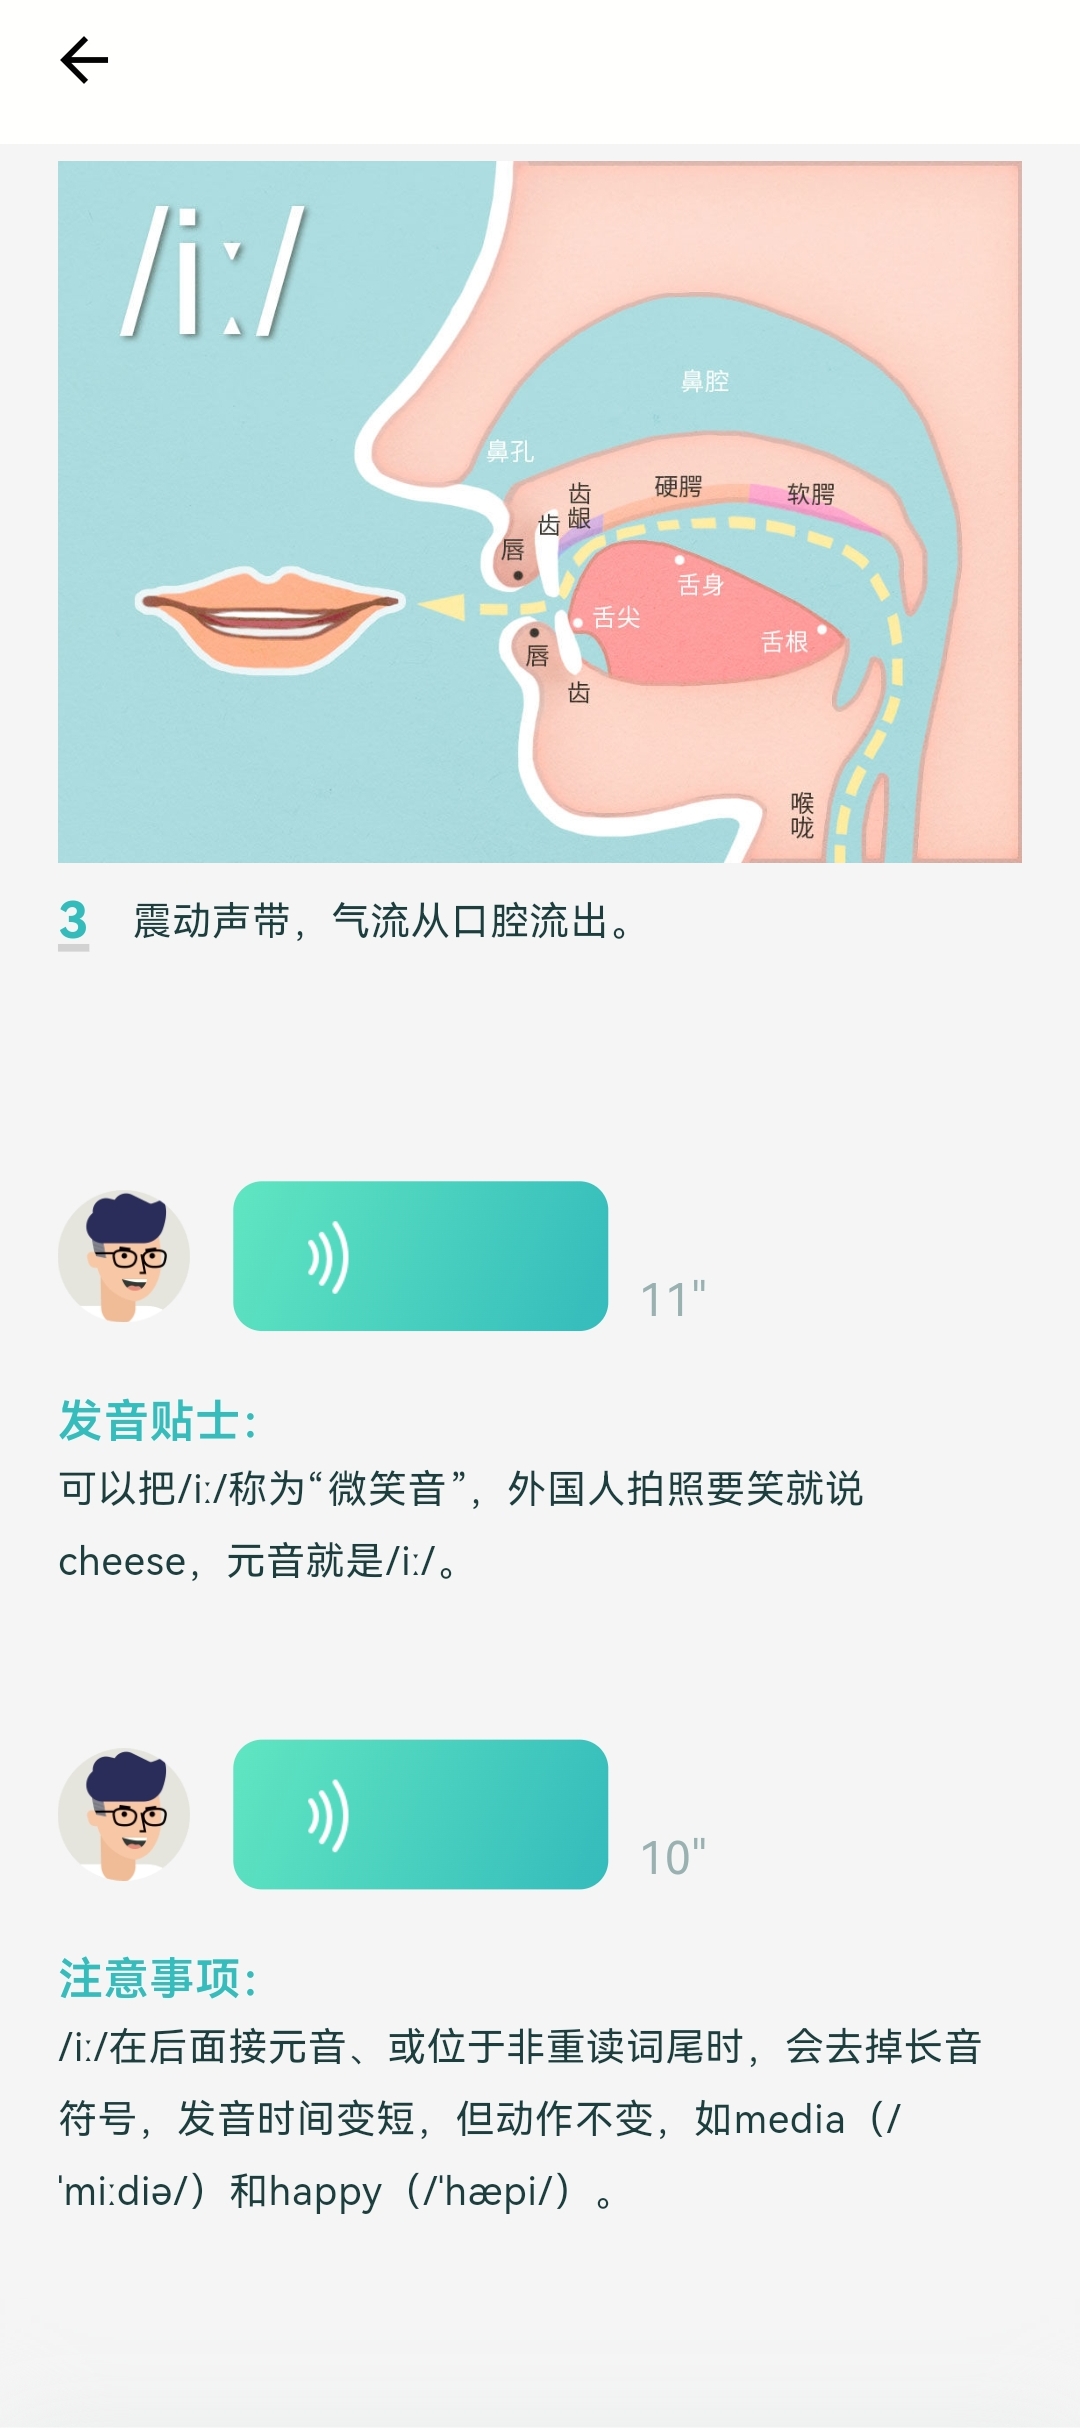 /iː/
鼻腔
鼻孔
硬腭
软腭
齿龈
齿
唇
舌身
舌尖
舌根
唇
齿
喉咙
3 震动声带，气流从口腔流出。
11"
发音贴士：
可以把/iː/称为“微笑音”，外国人拍照要笑就说
cheese，元音就是/iː/。
10"
注意事项：
/iː/在后面接元音、或位于非重读词尾时，会去掉长音
符号，发音时间变短，但动作不变，如media（/
ˈmiːdiə/）和happy（/ˈhæpi/）。